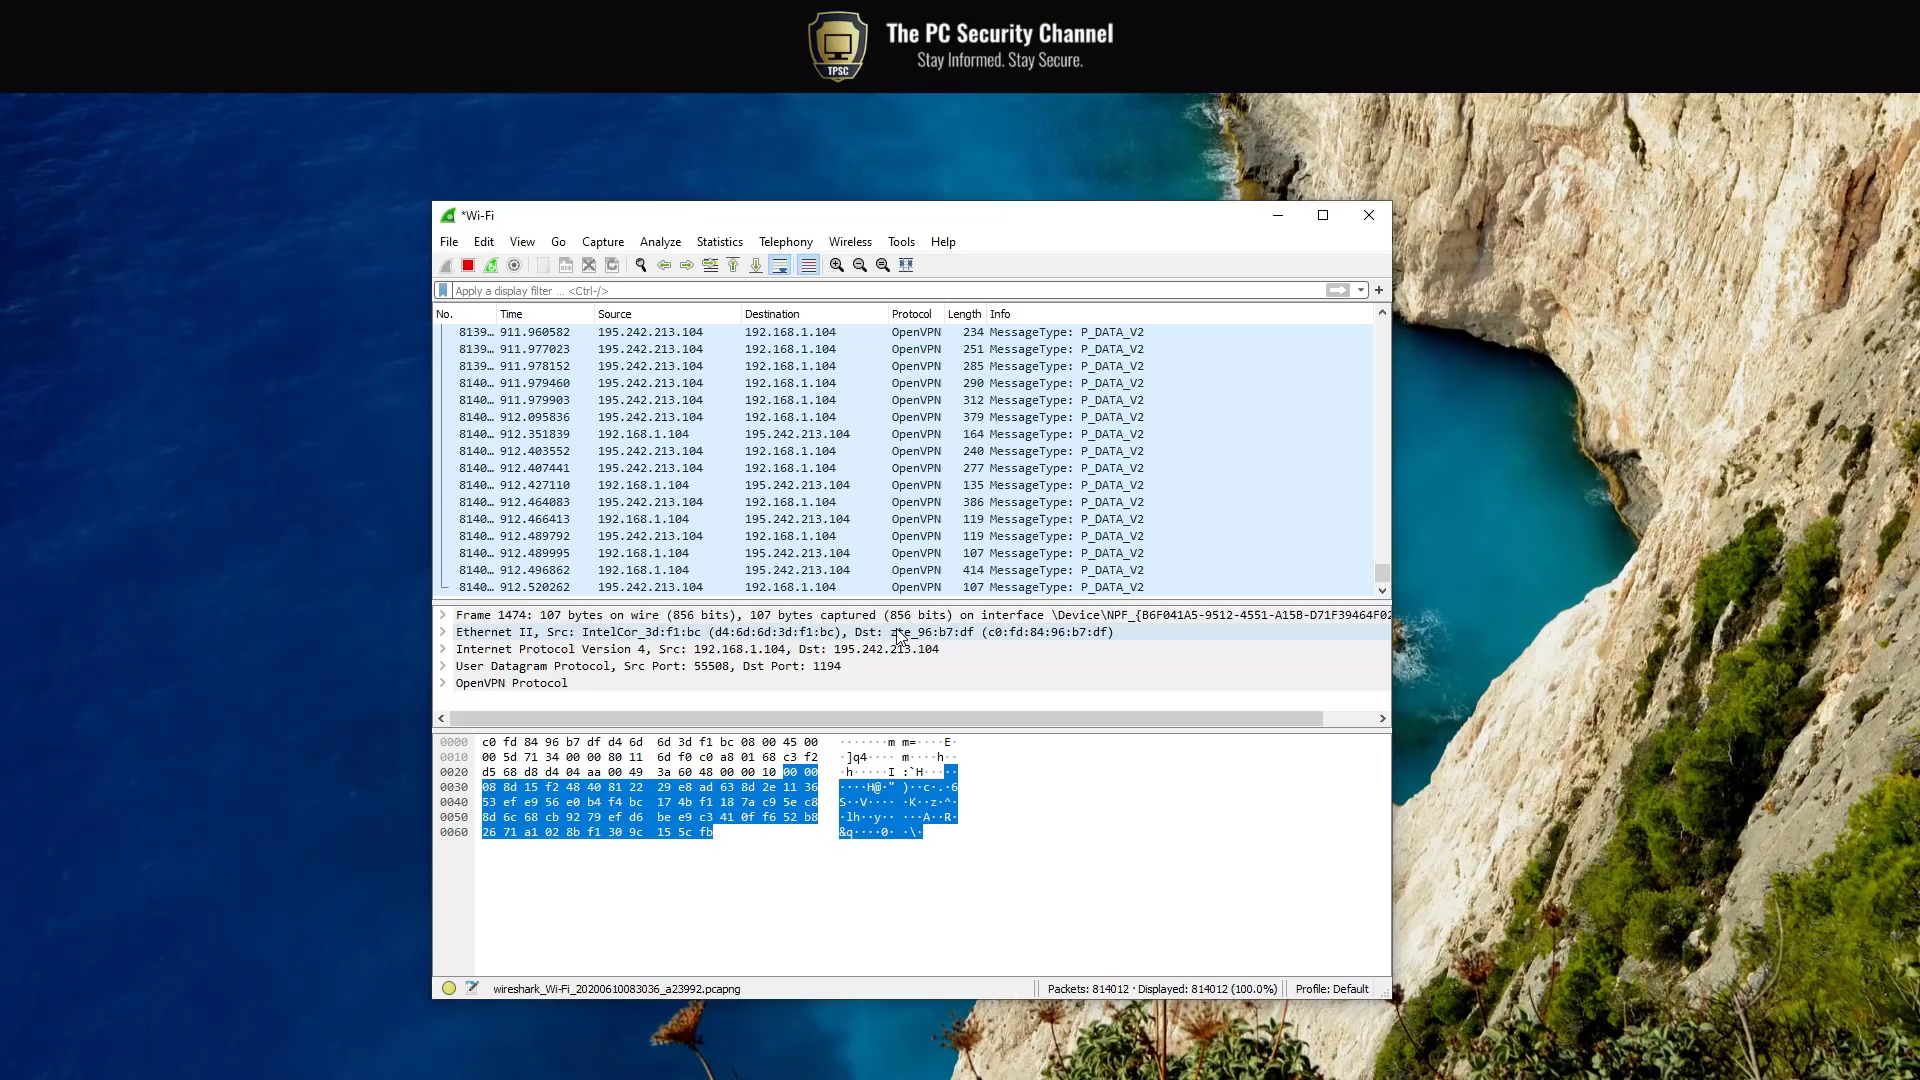 The PC Security Channel
Stay Informed. Stay Secure.
TPSC
*Wi-Fi
File Edit View Go Capture Analyze Statistics Telephony Wireless Tools Help
Apply a display filter ... <Ctrl-/>
No. Time Source Destination Protocol Length Info
8139… 911.960582 195.242.213.104 192.168.1.104 OpenVPN 234 MessageType: P_DATA_V2
8139… 911.977023 195.242.213.104 192.168.1.104 OpenVPN 251 MessageType: P_DATA_V2
8139… 911.978152 195.242.213.104 192.168.1.104 OpenVPN 285 MessageType: P_DATA_V2
8140… 911.979460 195.242.213.104 192.168.1.104 OpenVPN 290 MessageType: P_DATA_V2
8140… 911.979903 195.242.213.104 192.168.1.104 OpenVPN 312 MessageType: P_DATA_V2
8140… 912.095836 195.242.213.104 192.168.1.104 OpenVPN 379 MessageType: P_DATA_V2
8140… 912.351839 192.168.1.104 195.242.213.104 OpenVPN 164 MessageType: P_DATA_V2
8140… 912.403552 195.242.213.104 192.168.1.104 OpenVPN 240 MessageType: P_DATA_V2
8140… 912.407441 195.242.213.104 192.168.1.104 OpenVPN 277 MessageType: P_DATA_V2
8140… 912.427110 192.168.1.104 195.242.213.104 OpenVPN 135 MessageType: P_DATA_V2
8140… 912.464083 195.242.213.104 192.168.1.104 OpenVPN 386 MessageType: P_DATA_V2
8140… 912.466413 192.168.1.104 195.242.213.104 OpenVPN 119 MessageType: P_DATA_V2
8140… 912.489792 195.242.213.104 192.168.1.104 OpenVPN 119 MessageType: P_DATA_V2
8140… 912.489995 192.168.1.104 195.242.213.104 OpenVPN 107 MessageType: P_DATA_V2
8140… 912.496862 192.168.1.104 195.242.213.104 OpenVPN 414 MessageType: P_DATA_V2
8140… 912.520262 195.242.213.104 192.168.1.104 OpenVPN 107 MessageType: P_DATA_V2
Frame 1474: 107 bytes on wire (856 bits), 107 bytes captured (856 bits) on interface \Device\NPF_{B6F041A5-9512-4551-A15B-D71F39464F02
Ethernet II, Src: IntelCor_3d:f1:bc (d4:6d:6d:3d:f1:bc), Dst: zte_96:b7:df (c0:fd:84:96:b7:df)
Internet Protocol Version 4, Src: 192.168.1.104, Dst: 195.242.213.104
User Datagram Protocol, Src Port: 55508, Dst Port: 1194
OpenVPN Protocol
0000 c0 fd 84 96 b7 df d4 6d 6d 3d f1 bc 08 00 45 00 ·······m m=····E·
0010 00 5d 71 34 00 00 80 11 6d f0 c0 a8 01 68 c3 f2 ·]q4···· m····h··
0020 d5 68 d8 d4 04 aa 00 49 3a 60 48 00 00 10 00 00 ·h·····I :`H·····
0030 08 8d 15 f2 48 40 81 22 29 e8 ad 63 8d 2e 11 36 ····H@·" )··c·.·6
0040 53 ef e9 56 e0 b4 f4 bc 17 4b f1 18 7a c9 5e c8 S··V···· ·K··z·^·
0050 8d 6c 68 cb 92 79 ef d6 be e9 c3 41 0f f6 52 b8 ·lh··y·· ···A··R·
0060 26 71 a1 02 8b f1 30 9c 15 5c fb &q····0· ·\·
wireshark_Wi-Fi_20200610083036_a23992.pcapng
Packets: 814012 · Displayed: 814012 (100.0%)
Profile: Default